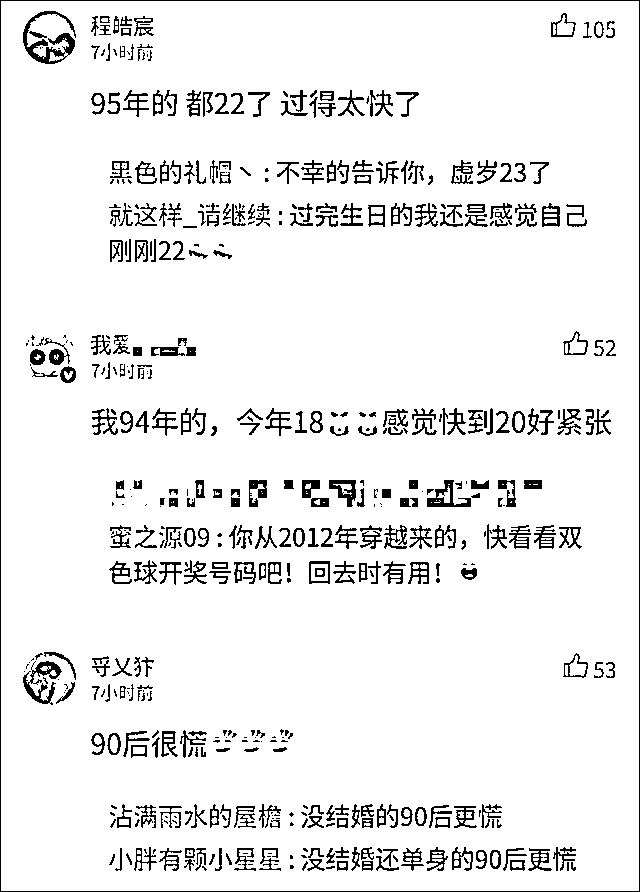 程皓宸
105
7小时前
95年的 都22了 过得太快了
黑色的礼帽丶:不幸的告诉你，虚岁23了
就这样_请继续:过完生日的我还是感觉自己
刚刚22
我爱
52
7小时前
我94年的，今年18感觉快到20好紧张
蜜之源09:你从2012年穿越来的，快看看双
色球开奖号码吧！回去时有用！
53
7小时前
90后很慌
沾满雨水的屋檐:没结婚的90后更慌
小胖有颗小星星:没结婚还单身的90后更慌